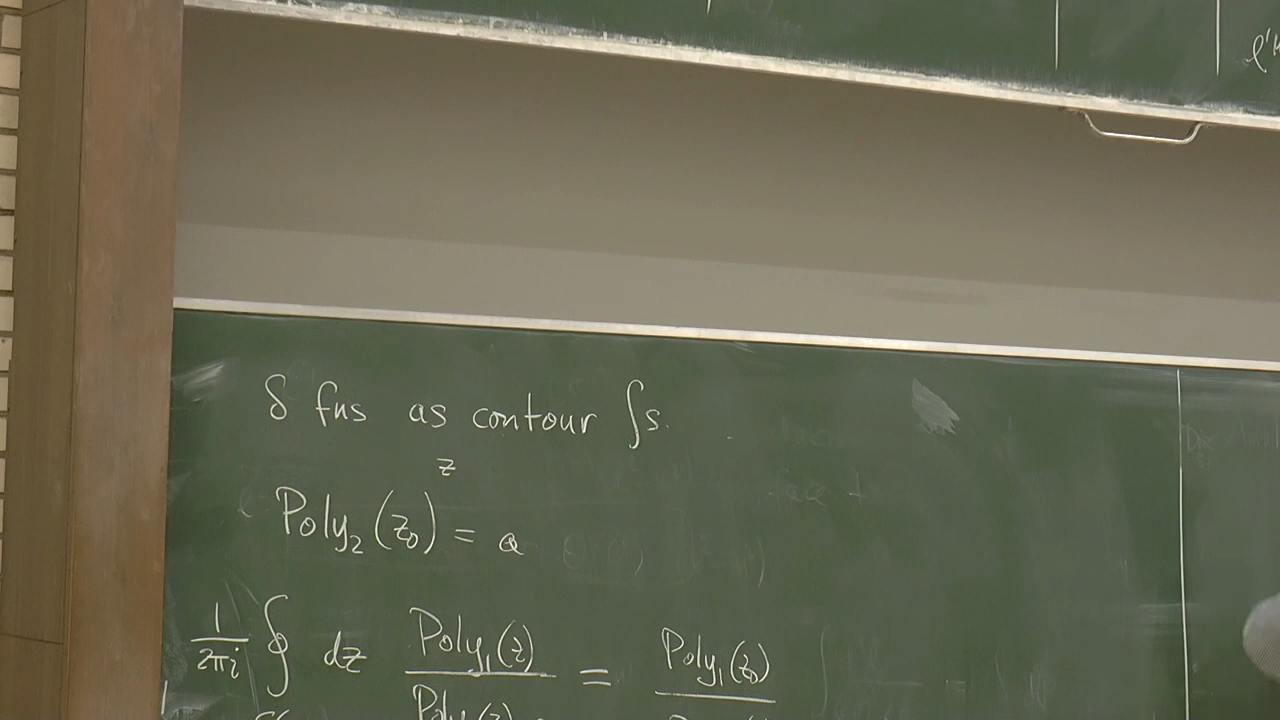 δ fns as contour ∫s.
z
Poly₂(z₀) = a
1/2πi ∮ dz Poly₁(z)/Poly₂(z) = Poly₁(z₀)